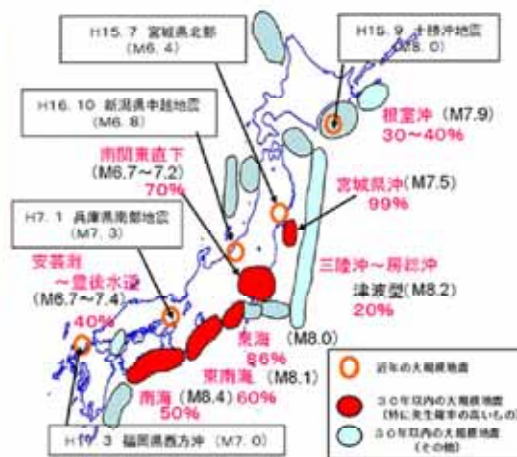 H15.7 宮城県北部
(M6.4)
H15.9 十勝沖地震
(M8.0)
H16.10 新潟県中越地震
(M6.8)
根室沖 (M7.9)
30～40%
南関東直下
(M6.7～7.2)
70%
宮城県沖 (M7.5)
99%
H7.1 兵庫県南部地震
(M7.3)
安芸灘
～豊後水道
(M6.7～7.4)
40%
三陸沖～房総沖
津波型 (M8.2)
20%
東海 (M8.0)
86%
東南海 (M8.1)
60%
南海 (M8.4)
50%
H17.3 福岡県西方沖 (M7.0)
近年の大規模地震
30年以内の大規模地震
(特に発生確率の高いもの)
30年以内の大規模地震
(その他)